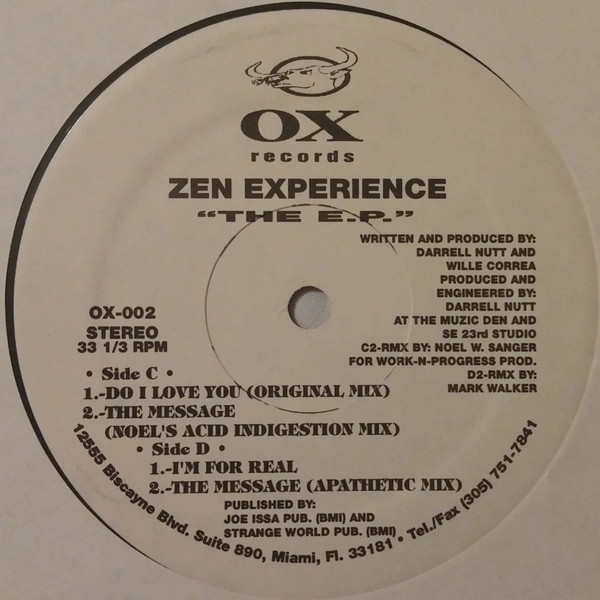 OX
records
ZEN EXPERIENCE
“THE E.P.”
WRITTEN AND PRODUCED BY:
DARRELL NUTT AND
WILLE CORREA
PRODUCED AND
ENGINEERED BY:
DARRELL NUTT
AT THE MUZIC DEN AND
SE 23rd STUDIO
C2-RMX BY: NOEL W. SANGER
FOR WORK-N-PROGRESS PROD.
D2-RMX BY:
MARK WALKER
OX-002
STEREO
33 1/3 RPM
• Side C •
1.-DO I LOVE YOU (ORIGINAL MIX)
2.-THE MESSAGE
(NOEL'S ACID INDIGESTION MIX)
• Side D •
1.-I'M FOR REAL
2.-THE MESSAGE (APATHETIC MIX)
PUBLISHED BY:
JOE ISSA PUB. (BMI) AND
STRANGE WORLD PUB. (BMI)
12555 Biscayne Blvd. Suite 890, Miami, Fl. 33181 • Tel./Fax (305) 751-7841